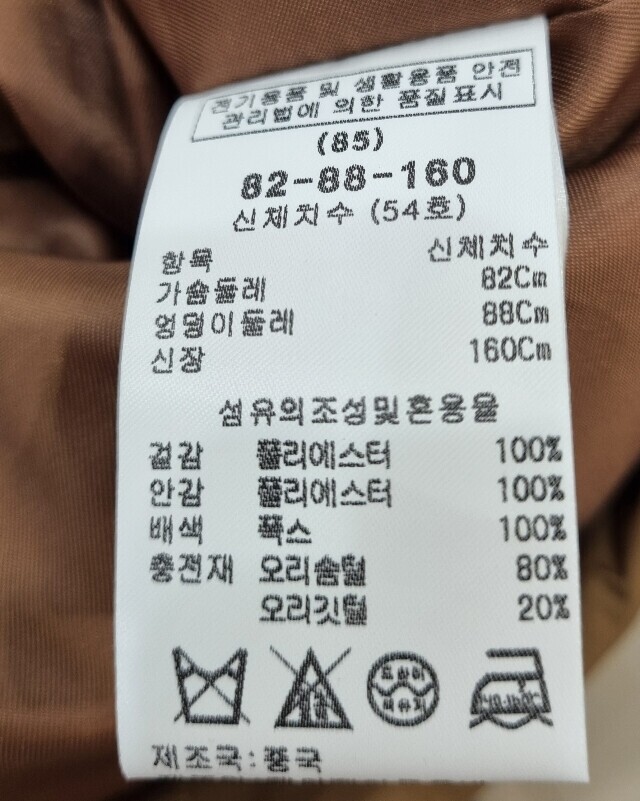 전기용품 및 생활용품 안전
관리법에 의한 품질표시
(85)
82-88-160
신체치수 (54호)
항목 신체치수
가슴둘레 82Cm
엉덩이둘레 88Cm
신장 160Cm
섬유의조성및혼용율
겉감 폴리에스터 100%
안감 폴리에스터 100%
배색 폭스 100%
충전재 오리솜털 80%
오리깃털 20%
드라이
제조국:중국